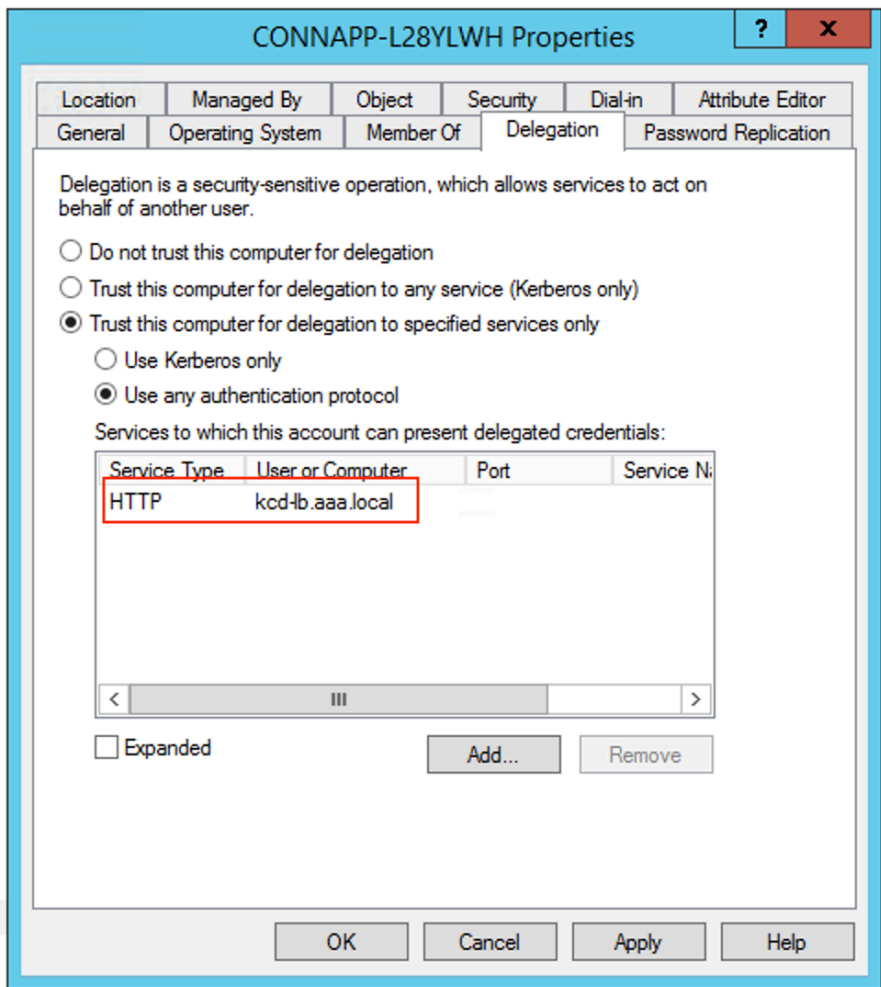 CONNAPP-L28YLWH Properties
?
x
Location Managed By Object Security Dial-in Attribute Editor
General Operating System Member Of Delegation Password Replication
Delegation is a security-sensitive operation, which allows services to act on
behalf of another user.
Do not trust this computer for delegation
Trust this computer for delegation to any service (Kerberos only)
Trust this computer for delegation to specified services only
Use Kerberos only
Use any authentication protocol
Services to which this account can present delegated credentials:
Service Type User or Computer Port Service Na
HTTP kcd-lb.aaa.local
Expanded
Add...
Remove
OK Cancel Apply Help